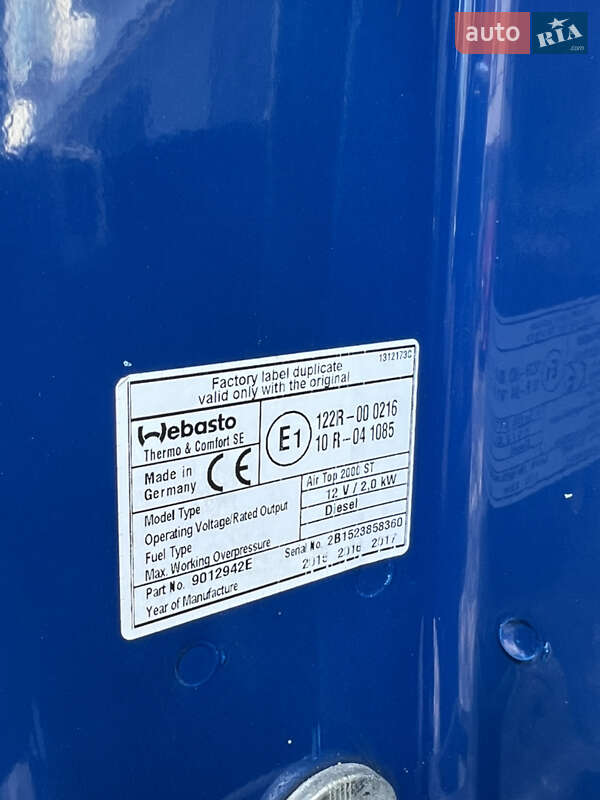 auto RIA.com
1312173C
Factory label duplicate
valid only with the original
Webasto
Thermo & Comfort SE
E1
122R-00 0216
10 R-04 1085
Made in
Germany
CE
Model Type Air Top 2000 ST
Operating Voltage/Rated Output 12 V / 2,0 kW
Fuel Type Diesel
Max. Working Overpressure
Part No. 9012942E Serial No. 2B1523858360
Year of Manufacture 2015 2016 2017